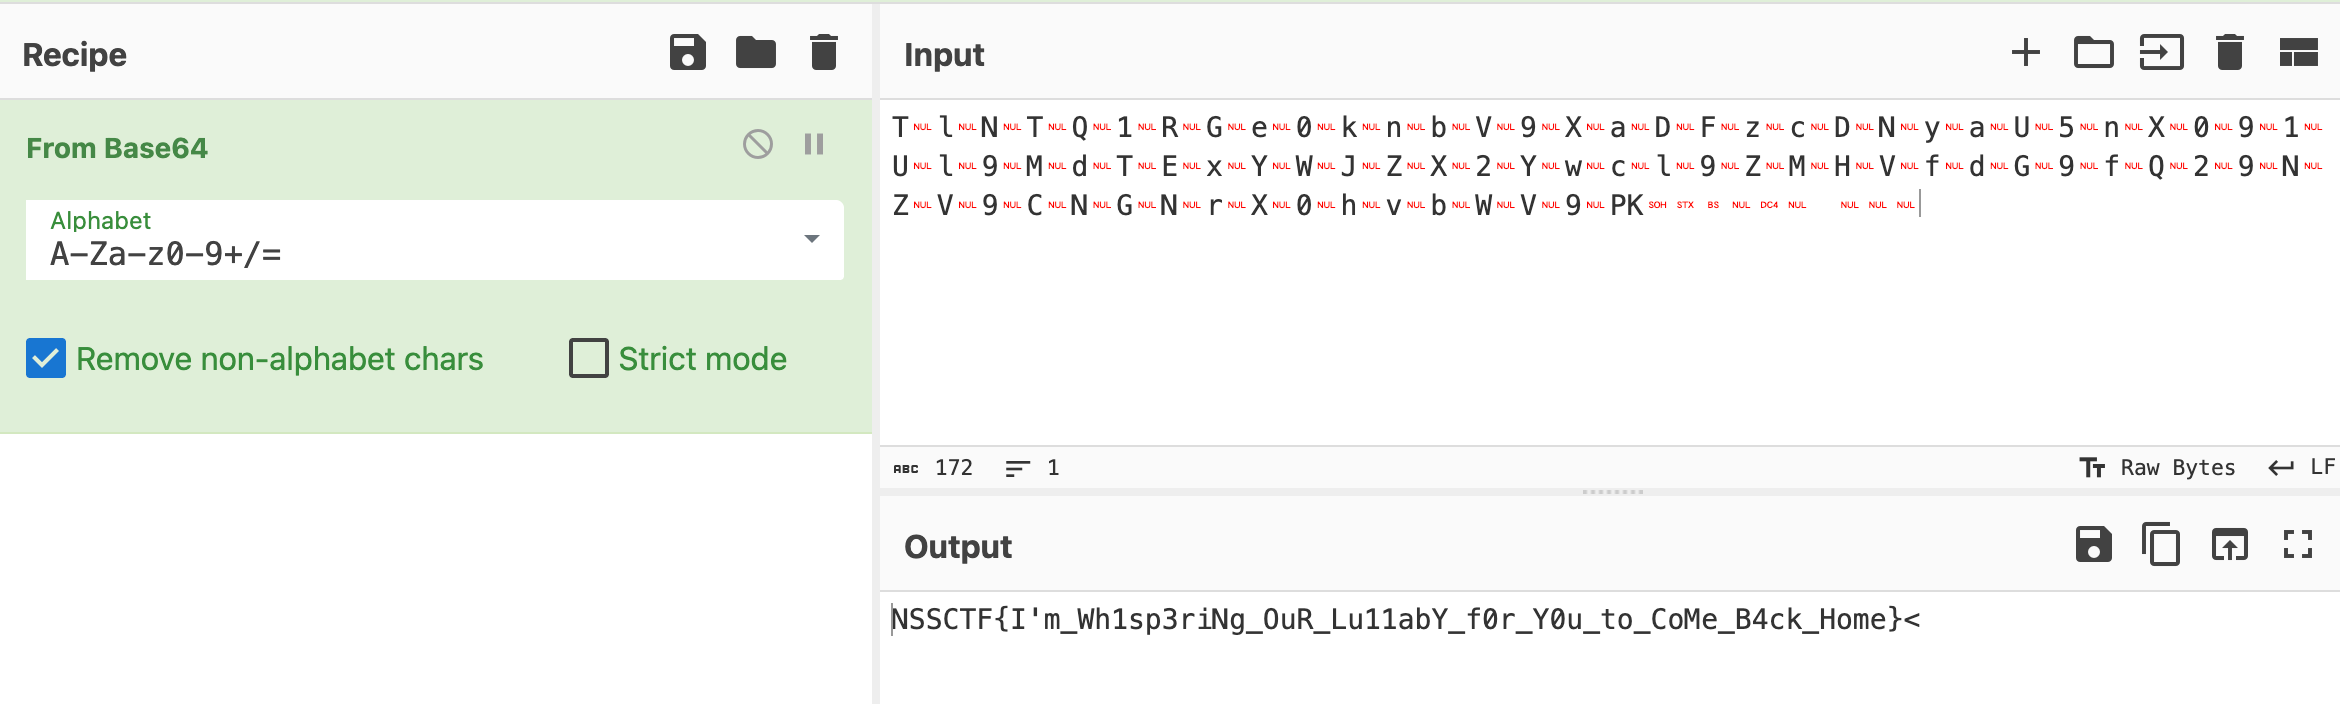 Recipe
Input
From Base64
Alphabet
A-Za-z0-9+/=
Remove non-alphabet chars
Strict mode
T NUL l NUL N NUL T NUL Q NUL 1 NUL R NUL G NUL e NUL 0 NUL k NUL n NUL b NUL V NUL 9 NUL X NUL a NUL D NUL F NUL z NUL c NUL D NUL N NUL y NUL a NUL U NUL 5 NUL n NUL X NUL 0 NUL 9 NUL 1 NUL
U NUL l NUL 9 NUL M NUL d NUL T NUL E NUL x NUL Y NUL W NUL J NUL Z NUL X NUL 2 NUL Y NUL w NUL c NUL l NUL 9 NUL Z NUL M NUL H NUL V NUL f NUL d NUL G NUL 9 NUL f NUL Q NUL 2 NUL 9 NUL N NUL
Z NUL V NUL 9 NUL C NUL N NUL G NUL N NUL r NUL X NUL 0 NUL h NUL v NUL b NUL W NUL V NUL 9 NUL PK SOH STX BS NUL DC4 NUL NUL NUL NUL
ABC 172 1 Tт Raw Bytes LF
Output
NSSCTF{I'm_Wh1sp3riNg_OuR_Lu11abY_f0r_Y0u_to_CoMe_B4ck_Home}<